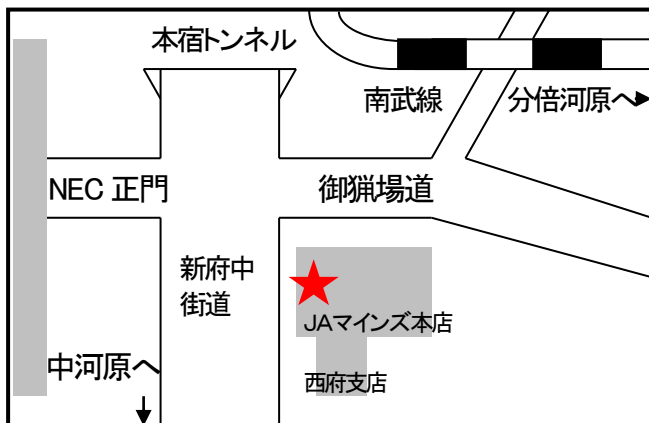 本宿トンネル
南武線
分倍河原へ
NEC 正門
御猟場道
新府中
街道
JAマインズ本店
中河原へ
西府支店